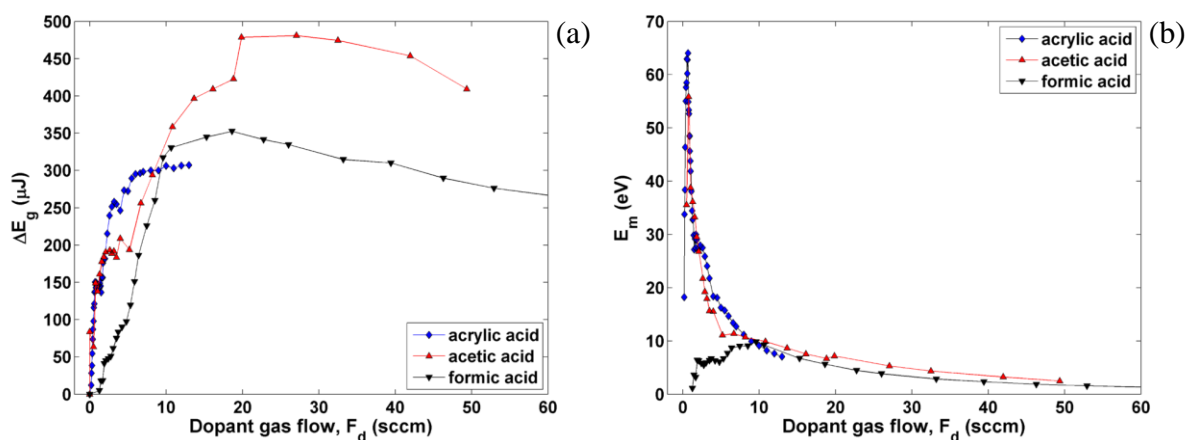 (a)
500
450
400
350
300
250
200
150
100
50
0
ΔE_g (μJ)
acrylic acid
acetic acid
formic acid
0 10 20 30 40 50 60
Dopant gas flow, F_d (sccm)
(b)
70
60
50
40
30
20
10
0
E_m (eV)
acrylic acid
acetic acid
formic acid
0 10 20 30 40 50 60
Dopant gas flow, F_d (sccm)